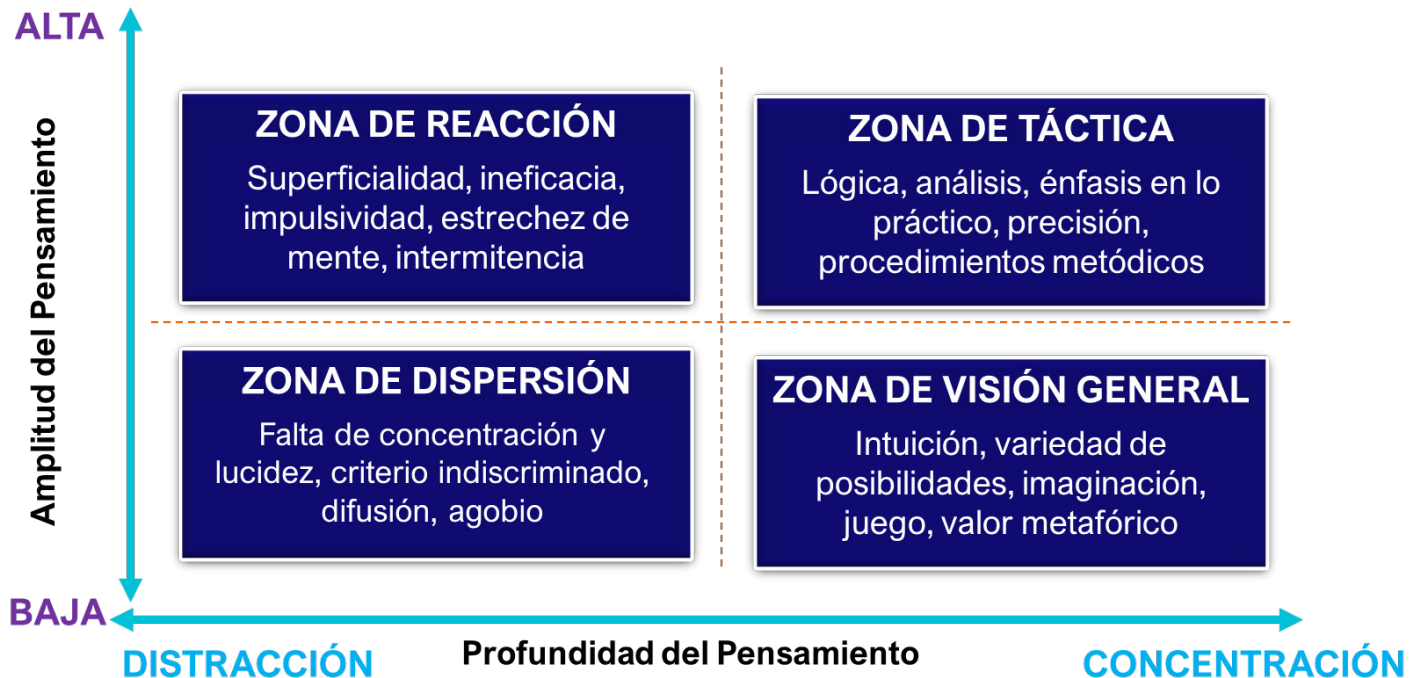 ALTA
Amplitud del Pensamiento
ZONA DE REACCIÓN
Superficialidad, ineficacia,
impulsividad, estrechez de
mente, intermitencia
ZONA DE TÁCTICA
Lógica, análisis, énfasis en lo
práctico, precisión,
procedimientos metódicos
ZONA DE DISPERSIÓN
Falta de concentración y
lucidez, criterio indiscriminado,
difusión, agobio
ZONA DE VISIÓN GENERAL
Intuición, variedad de
posibilidades, imaginación,
juego, valor metafórico
BAJA
DISTRACCIÓN
Profundidad del Pensamiento
CONCENTRACIÓN